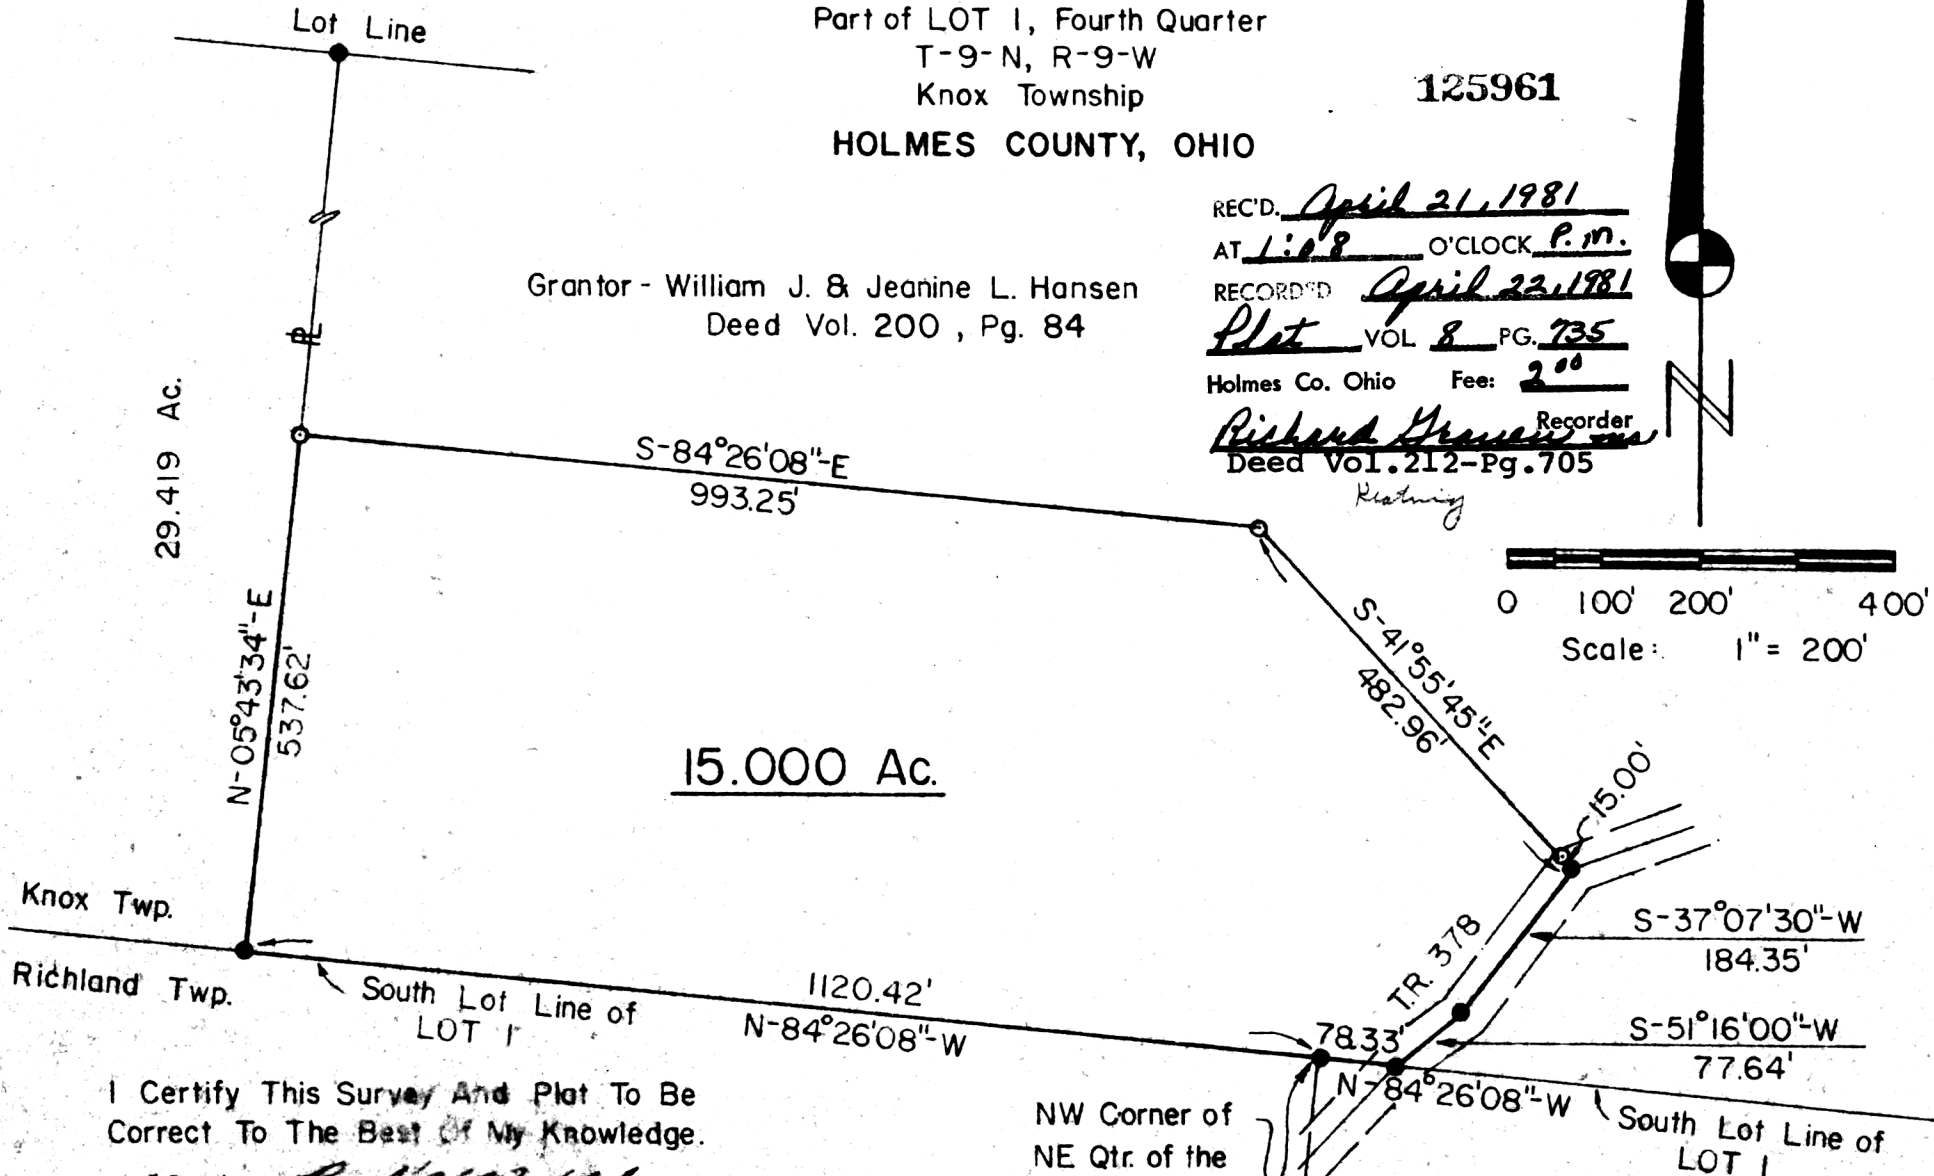 Lot Line
Part of LOT 1, Fourth Quarter
T-9-N, R-9-W
Knox Township
HOLMES COUNTY, OHIO
125961
REC'D. April 21, 1981
AT 1:08 O'CLOCK P.M.
RECORDED April 22, 1981
Plat VOL 8 PG. 735
Holmes Co. Ohio Fee: 2 00
Richard Recorder
Deed Vol.212-Pg.705
Grantor - William J. & Jeanine L. Hansen
Deed Vol. 200, Pg. 84
PL
N
0 100' 200' 400'
Scale: 1" = 200'
29.419 Ac.
S-84°26'08"-E
993.25'
N-05°43'34"-E
537.62'
S-41°55'45"-E
482.96'
15.00'
15.000 Ac.
Knox Twp.
Richland Twp.
South Lot Line of
LOT 1
1120.42'
N-84°26'08"-W
T.R. 378
S-37°07'30"-W
184.35'
S-51°16'00"-W
77.64'
78.33'
N-84°26'08"-W
South Lot Line of
LOT 1
NW Corner of
NE Qtr. of the
I Certify This Survey And Plat To Be
Correct To The Best Of My Knowledge.